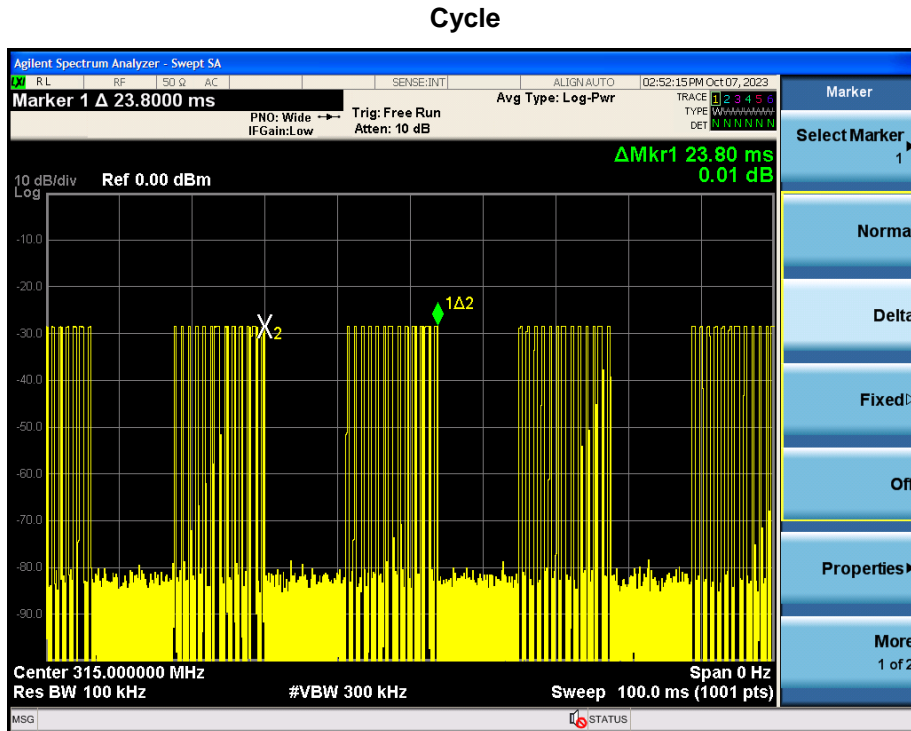 Cycle
Agilent Spectrum Analyzer - Swept SA
LXI RL RF 50 Ω AC SENSE:INT ALIGN AUTO 02:52:15 PM Oct 07, 2023
Marker 1 Δ 23.8000 ms
PNO: Wide
IFGain:Low
Trig: Free Run
Atten: 10 dB
Avg Type: Log-Pwr
TRACE 1 2 3 4 5 6
TYPE WWWWWW
DET N N N N N N
ΔMkr1 23.80 ms
0.01 dB
10 dB/div Ref 0.00 dBm
Log
-10.0
-20.0
-30.0
-40.0
-50.0
-60.0
-70.0
-80.0
-90.0
X2
1Δ2
Center 315.000000 MHz
Span 0 Hz
Res BW 100 kHz
#VBW 300 kHz
Sweep 100.0 ms (1001 pts)
MSG
STATUS
Marker
Select Marker
1
Norma
Delta
Fixed
Off
Properties
More
1 of 2